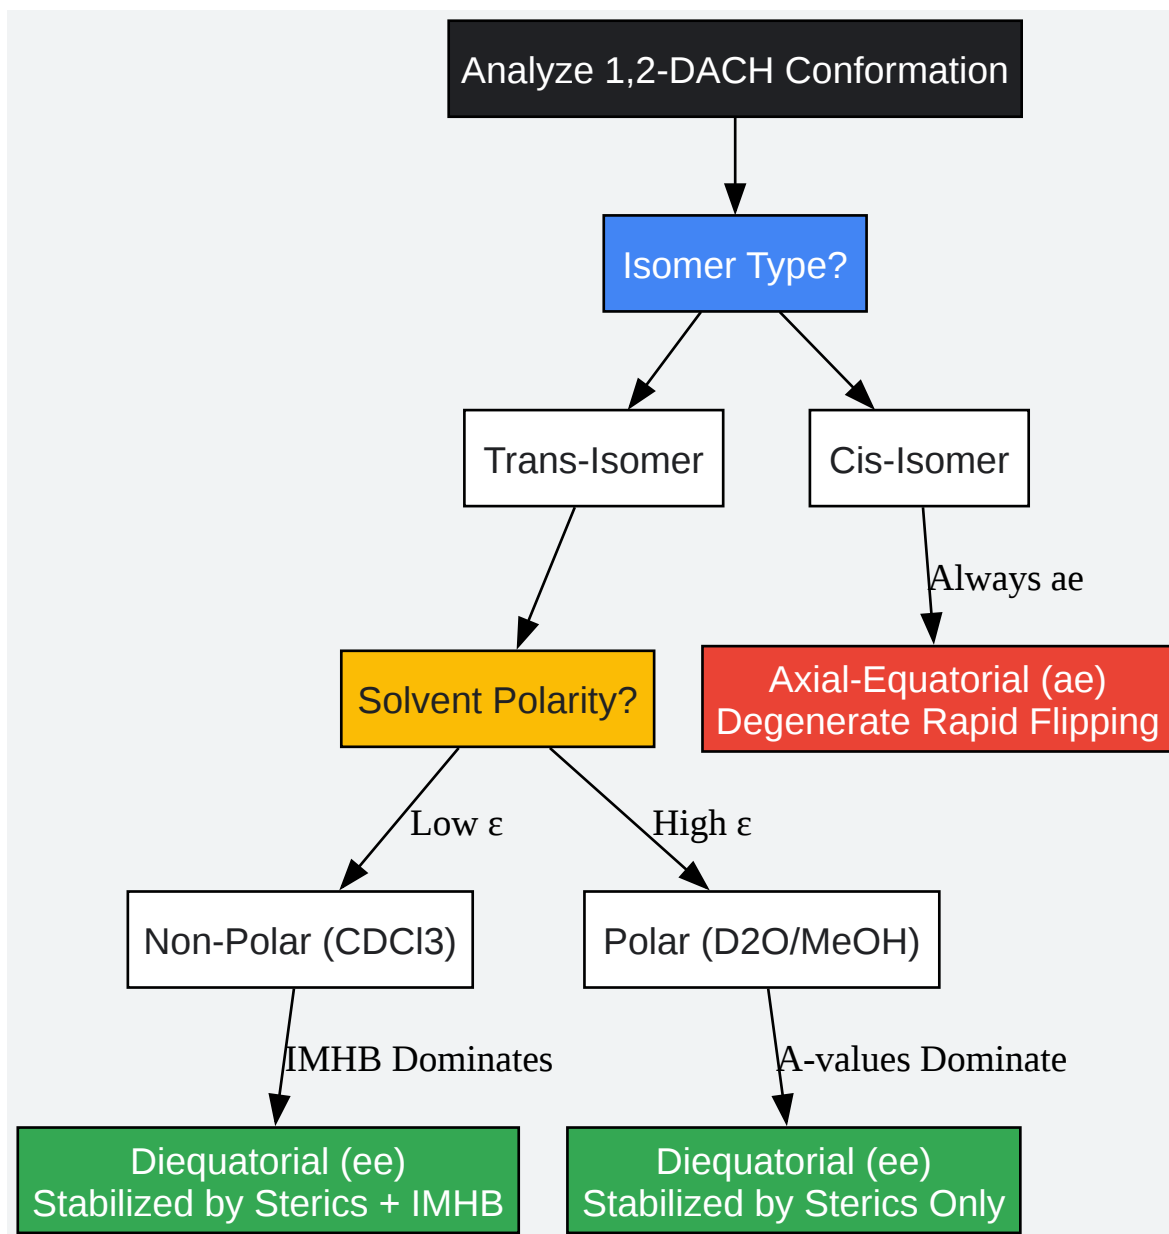 Analyze 1,2-DACH Conformation
Isomer Type?
Trans-Isomer
Cis-Isomer
Always ae
Solvent Polarity?
Axial-Equatorial (ae)
Degenerate Rapid Flipping
Low ε
High ε
Non-Polar (CDCl3)
Polar (D2O/MeOH)
IMHB Dominates
A-values Dominate
Diequatorial (ee)
Stabilized by Sterics + IMHB
Diequatorial (ee)
Stabilized by Sterics Only